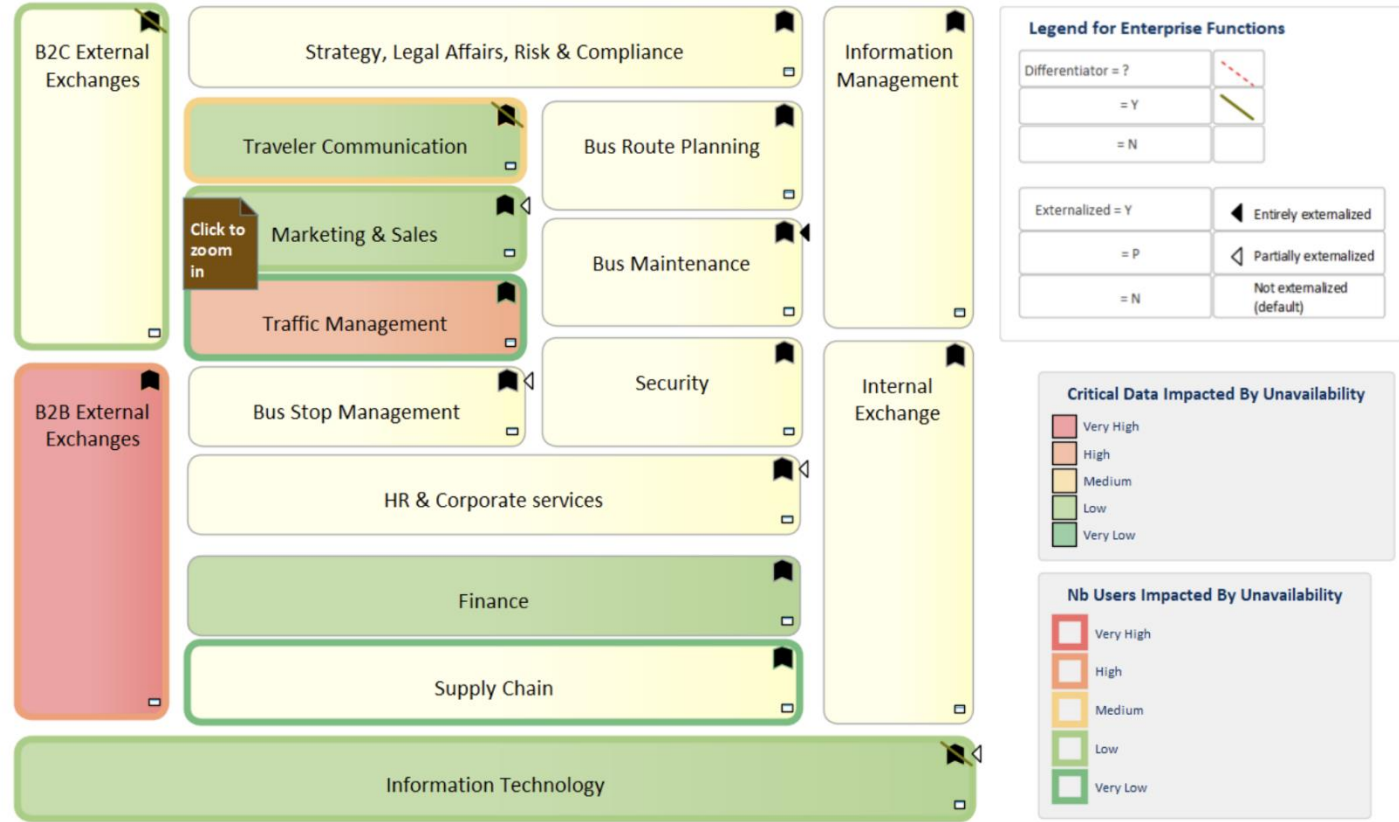 B2C External
Exchanges
Strategy, Legal Affairs, Risk & Compliance
Information
Management
Traveler Communication
Bus Route Planning
Click to
zoom
in
Marketing & Sales
Bus Maintenance
Traffic Management
B2B External
Exchanges
Bus Stop Management
Security
Internal
Exchange
HR & Corporate services
Finance
Supply Chain
Information Technology
Legend for Enterprise Functions
Differentiator = ?
= Y
= N
Externalized = Y
Entirely externalized
= P
Partially externalized
= N
Not externalized
(default)
Critical Data Impacted By Unavailability
Very High
High
Medium
Low
Very Low
Nb Users Impacted By Unavailability
Very High
High
Medium
Low
Very Low